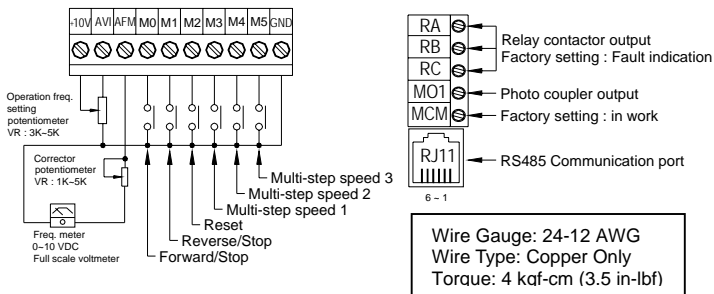 +10V AVI AFM M0 M1 M2 M3 M4 M5 GND
Operation freq.
setting
potentiometer
VR : 3K~5K
Corrector
potentiometer
VR : 1K~5K
Freq. meter
0~10 VDC
Full scale voltmeter
Multi-step speed 3
Multi-step speed 2
Multi-step speed 1
Reset
Reverse/Stop
Forward/Stop
RA
RB
RC
MO1
MCM
Relay contactor output
Factory setting : Fault indication
Photo coupler output
Factory setting : in work
RJ11
RS485 Communication port
6 ~ 1
Wire Gauge: 24-12 AWG
Wire Type: Copper Only
Torque: 4 kgf-cm (3.5 in-lbf)